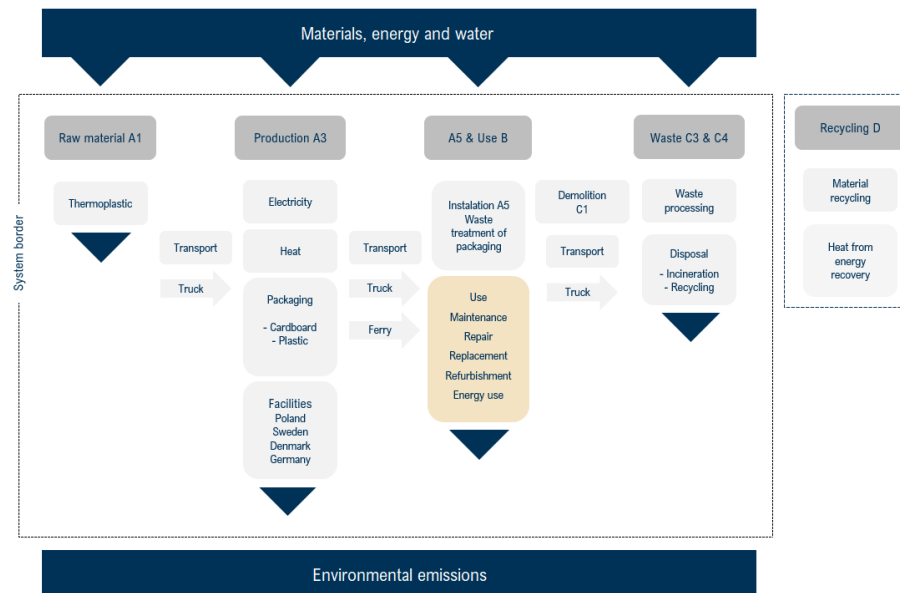 Materials, energy and water
System border
Raw material A1
Thermoplastic
Transport
Truck
Production A3
Electricity
Heat
Packaging
- Cardboard
- Plastic
Facilities
Poland
Sweden
Denmark
Germany
Transport
Truck
Ferry
A5 & Use B
Instalation A5
Waste
treatment of
packaging
Use
Maintenance
Repair
Replacement
Refurbishment
Energy use
Demolition
C1
Transport
Truck
Waste C3 & C4
Waste
processing
Disposal
- Incineration
- Recycling
Recycling D
Material
recycling
Heat from
energy
recovery
Environmental emissions